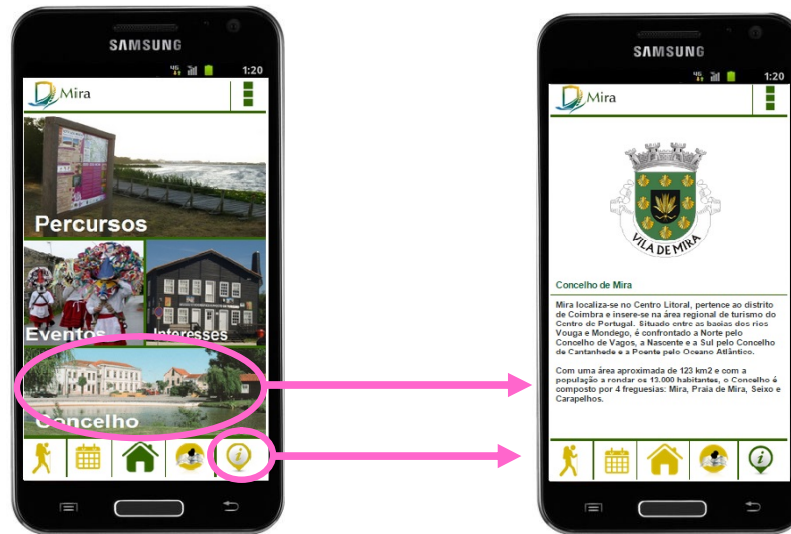 SAMSUNG
1:20
Mira
Percursos
Eventos
Interesses
Concelho
SAMSUNG
1:20
Mira
VILA DE MIRA
Concelho de Mira
Mira localiza-se no Centro Litoral, pertence ao distrito
de Coimbra e insere-se na área regional de turismo do
Centro de Portugal. Situado entre as bacias dos rios
Vouga e Mondego, é confrontado a Norte pelo
Concelho de Vagos, a Nascente e a Sul pelo Concelho
de Cantanhede e a Poente pelo Oceano Atlântico.
Com uma área aproximada de 123 km2 e com a
população a rondar os 13.000 habitantes, o Concelho é
composto por 4 freguesias: Mira, Praia de Mira, Seixo e
Carapelhos.